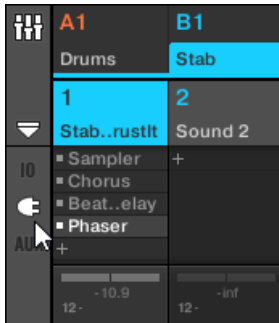 A1 B1
Drums Stab
1 2
Stab..rustIt Sound 2
IO
Sampler +
Chorus
Beat..elay
Phaser
AUX
+
-10.9 -inf
12- 12-